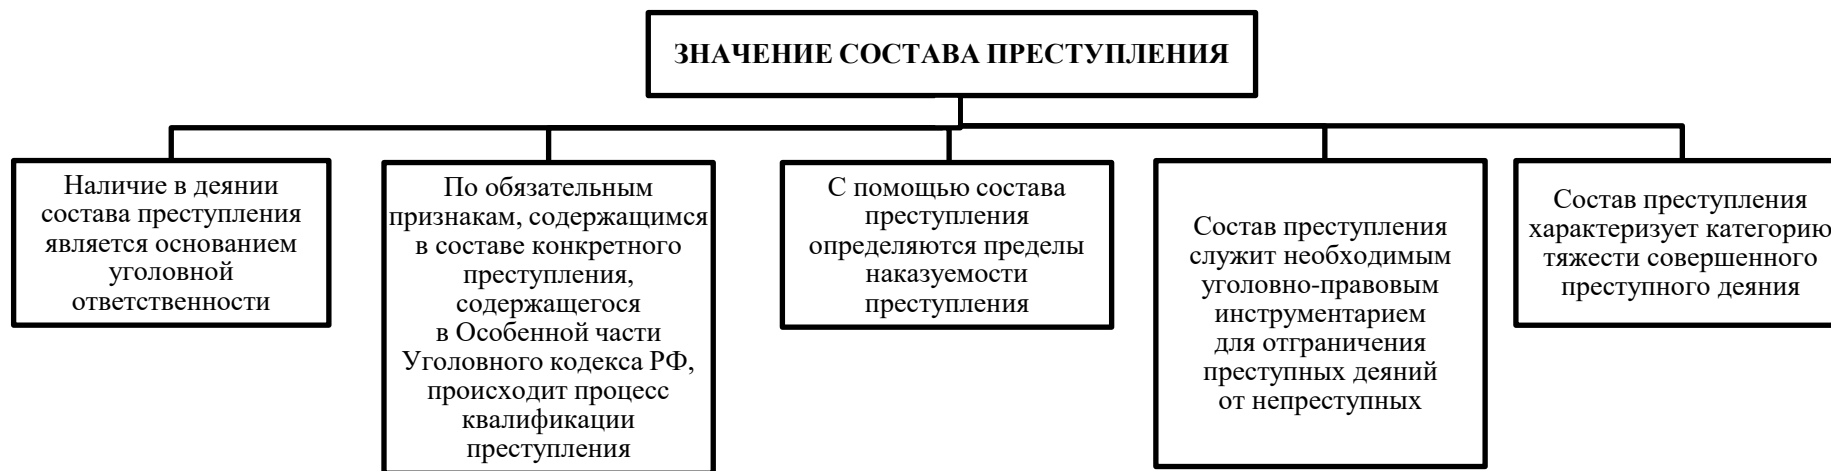 ЗНАЧЕНИЕ СОСТАВА ПРЕСТУПЛЕНИЯ
Наличие в деянии
состава преступления
является основанием
уголовной
ответственности
По обязательным
признакам, содержащимся
в составе конкретного
преступления,
содержащегося
в Особенной части
Уголовного кодекса РФ,
происходит процесс
квалификации
преступления
С помощью состава
преступления
определяются пределы
наказуемости
преступления
Состав преступления
служит необходимым
уголовно-правовым
инструментарием
для отграничения
преступных деяний
от непреступных
Состав преступления
характеризует категорию
тяжести совершенного
преступного деяния